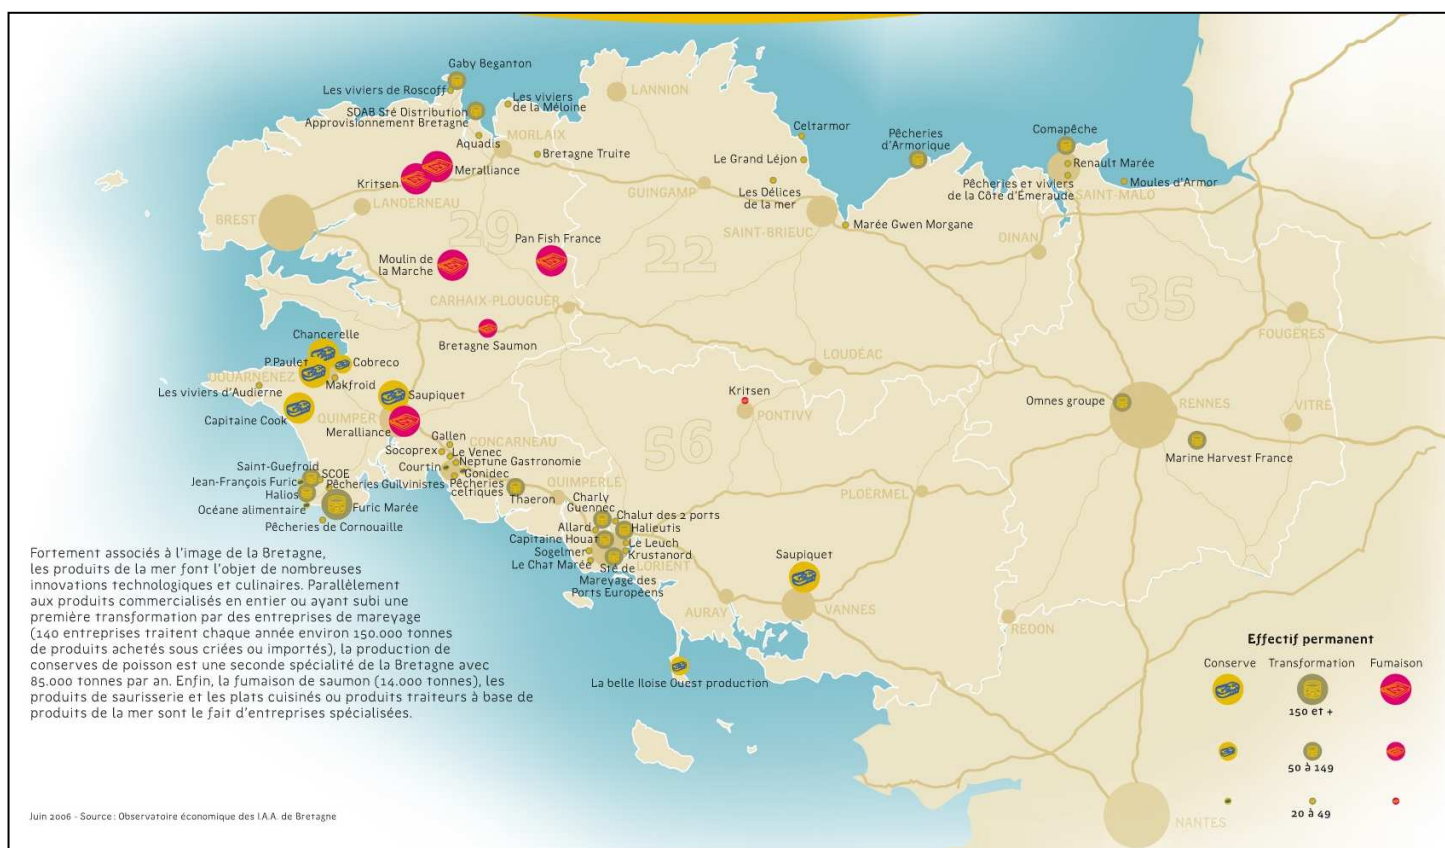 Gaby Beganton
Les viviers de Roscoff
SDAB Sté Distribution
Approvisionnement Bretagne
Les viviers
de la Méloine
LANNION
MORLAIX
Aquadis
Bretagne Truite
Meralliance
Kritsen
LANDERNEAU
BREST
29
Celtarmor
Le Grand Léjon
Les Délices
de la mer
GUINGAMP
SAINT-BRIEUC
22
Pêcheries
d'Armorique
Marée Gwen Morgane
Comapêche
Renault Marée
Pêcheries et viviers
de la Côte d'Émeraude
SAINT-MALO
Moules d'Armor
DINAN
35
FOUGÈRES
Pan Fish France
Moulin de
la Marche
CARHAIX-PLOUGUER
Bretagne Saumon
Chancerelle
P.Paulet
Cobreco
DOUARNENEZ
Makfroid
Les viviers d'Audierne
Saupiquet
Capitaine Cook
QUIMPER
Meralliance
LOUDÉAC
Kritsen
PONTIVY
56
Omnes groupe
RENNES
VITRÉ
Marine Harvest France
Gallen
CONCARNEAU
Socoprex
Le Venec
Neptune Gastronomie
Courtin
Gonidec
Pêcheries
celtiques
Thaeron
QUIMPERLÉ
Saint-Guefroid
SCOE
Jean-François Furic
Pêcheries Guilvinistes
Halios
Furic Marée
Océane alimentaire
Pêcheries de Cornouaille
Charly
Guennec
Chalut des 2 ports
Allard
Halieutis
Capitaine Houat
Le Leuch
Sogelmer
Krustanord
Le Chat Marée
LORIENT
Sté de
Mareyage des
Ports Européens
PLOERMEL
Saupiquet
AURAY
VANNES
REDON
La belle Iloise Ouest production
NANTES
Fortement associés à l'image de la Bretagne,
les produits de la mer font l'objet de nombreuses
innovations technologiques et culinaires. Parallèlement
aux produits commercialisés en entier ou ayant subi une
première transformation par des entreprises de mareyage
(140 entreprises traitent chaque année environ 150.000 tonnes
de produits achetés sous criées ou importés), la production de
conserves de poisson est une seconde spécialité de la Bretagne avec
85.000 tonnes par an. Enfin, la fumaison de saumon (14.000 tonnes), les
produits de saurisserie et les plats cuisinés ou produits traiteurs à base de
produits de la mer sont le fait d'entreprises spécialisées.
Effectif permanent
Conserve Transformation Fumaison
150 et +
50 à 149
20 à 49
Juin 2006 - Source : Observatoire économique des I.A.A. de Bretagne